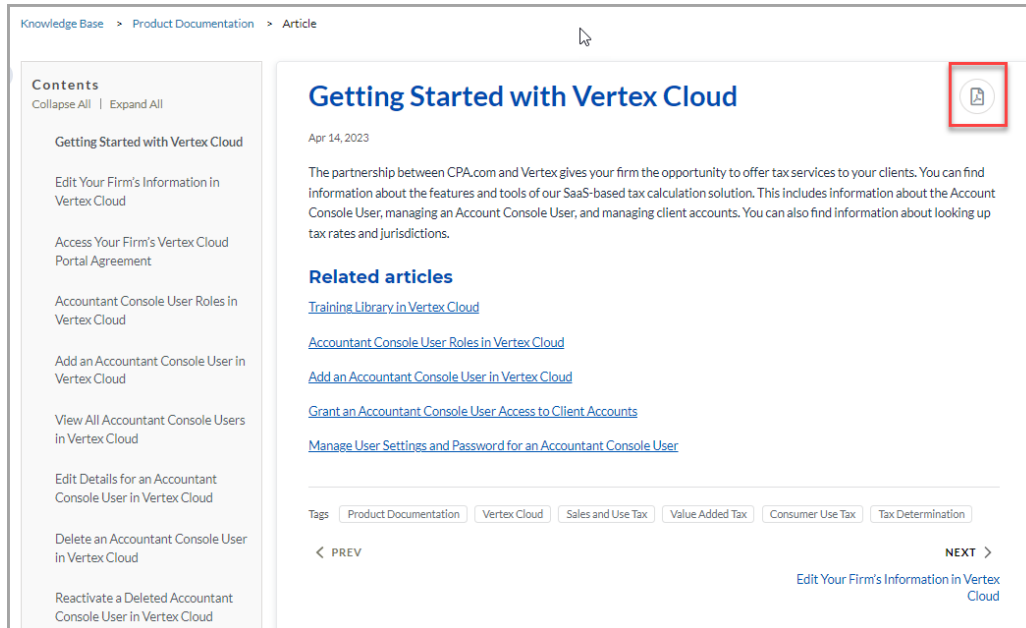 Knowledge Base > Product Documentation > Article
Contents
Collapse All | Expand All
Getting Started with Vertex Cloud
Edit Your Firm's Information in
Vertex Cloud
Access Your Firm's Vertex Cloud
Portal Agreement
Accountant Console User Roles in
Vertex Cloud
Add an Accountant Console User in
Vertex Cloud
View All Accountant Console Users
in Vertex Cloud
Edit Details for an Accountant
Console User in Vertex Cloud
Delete an Accountant Console User
in Vertex Cloud
Reactivate a Deleted Accountant
Console User in Vertex Cloud
Getting Started with Vertex Cloud
Apr 14, 2023
The partnership between CPA.com and Vertex gives your firm the opportunity to offer tax services to your clients. You can find
information about the features and tools of our SaaS-based tax calculation solution. This includes information about the Account
Console User, managing an Account Console User, and managing client accounts. You can also find information about looking up
tax rates and jurisdictions.
Related articles
Training Library in Vertex Cloud
Accountant Console User Roles in Vertex Cloud
Add an Accountant Console User in Vertex Cloud
Grant an Accountant Console User Access to Client Accounts
Manage User Settings and Password for an Accountant Console User
Tags Product Documentation Vertex Cloud Sales and Use Tax Value Added Tax Consumer Use Tax Tax Determination
< PREV
NEXT >
Edit Your Firm's Information in Vertex
Cloud